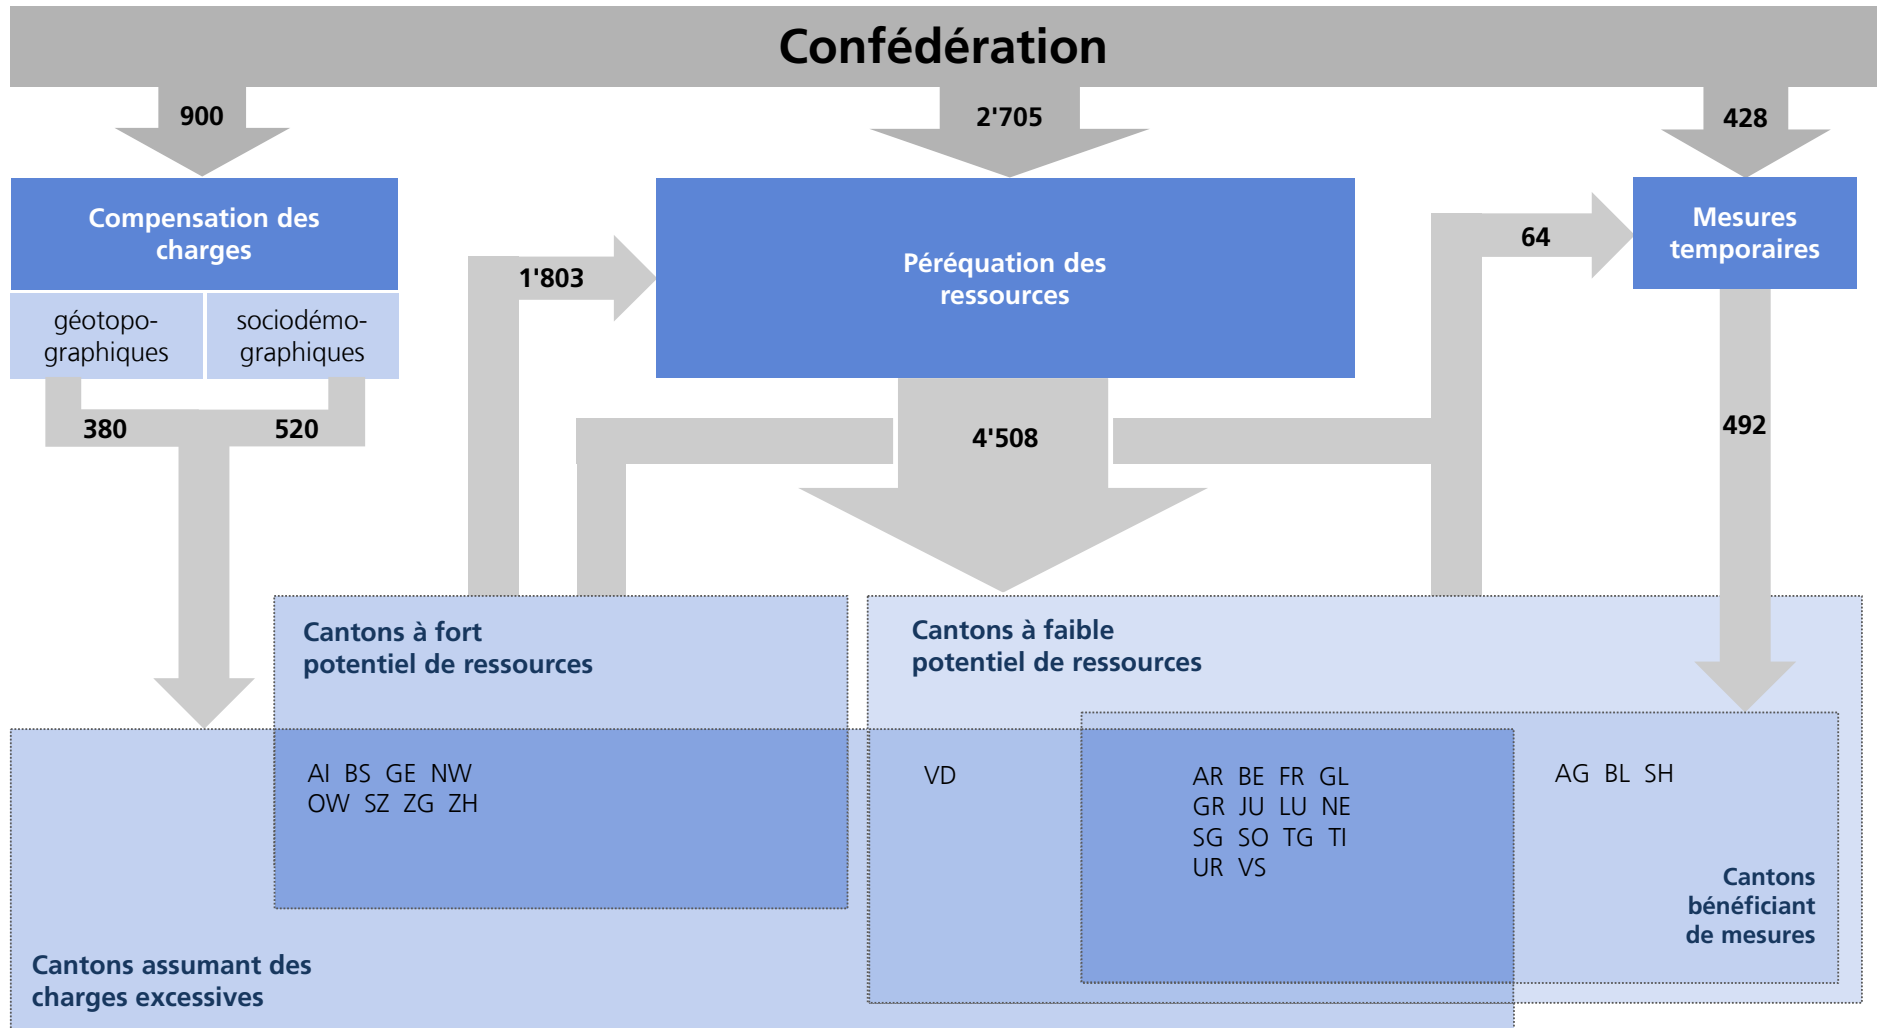 Confédération
900
2'705
428
Compensation des
charges
géotopo-
graphiques
sociodémo-
graphiques
380
520
1'803
Péréquation des
ressources
4'508
64
Mesures
temporaires
492
Cantons à fort
potentiel de ressources
AI BS GE NW
OW SZ ZG ZH
Cantons à faible
potentiel de ressources
VD
AR BE FR GL
GR JU LU NE
SG SO TG TI
UR VS
AG BL SH
Cantons
bénéficiant
de mesures
Cantons assumant des
charges excessives